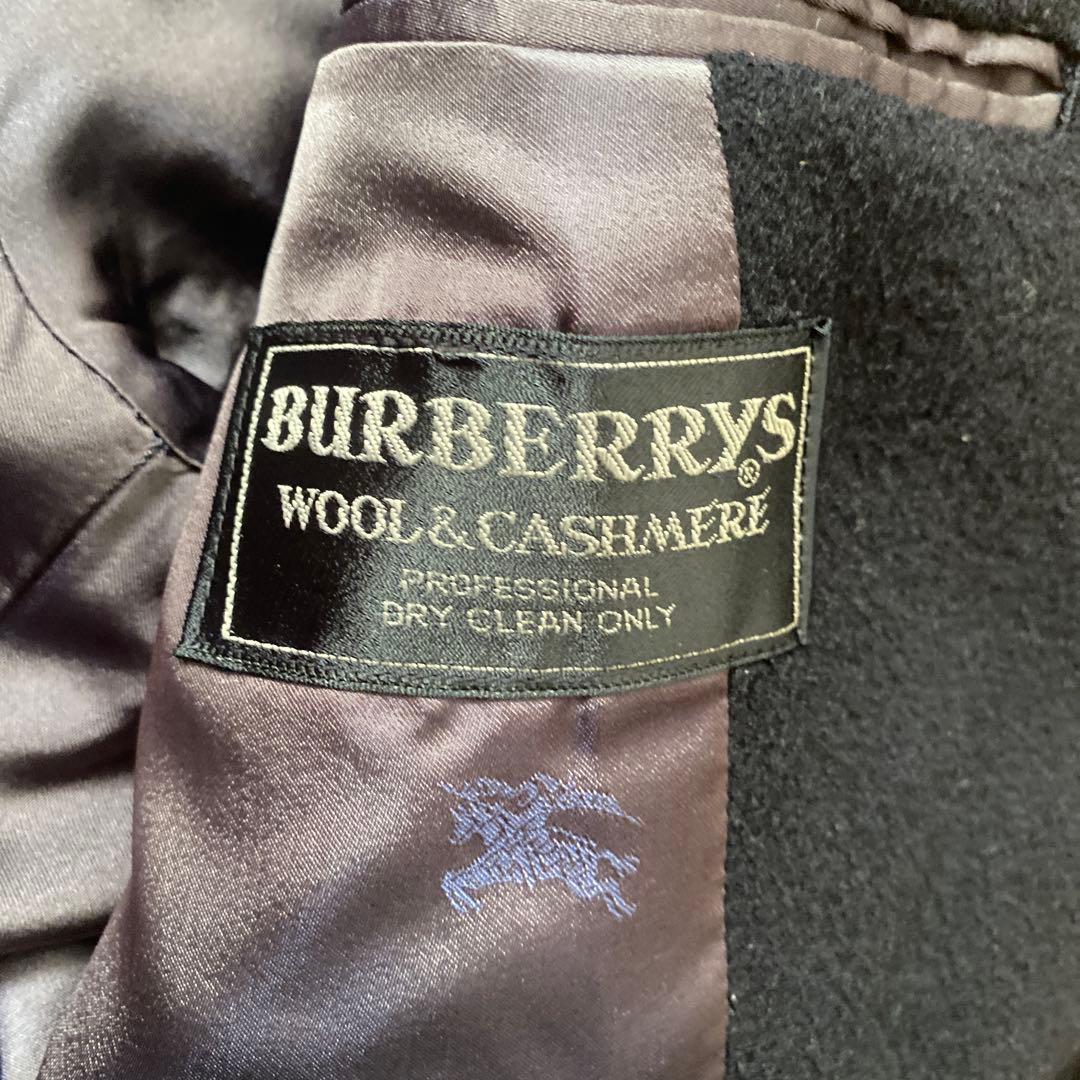 BURBERRYS®
WOOL & CASHMERE
PROFESSIONAL
DRY CLEAN ONLY